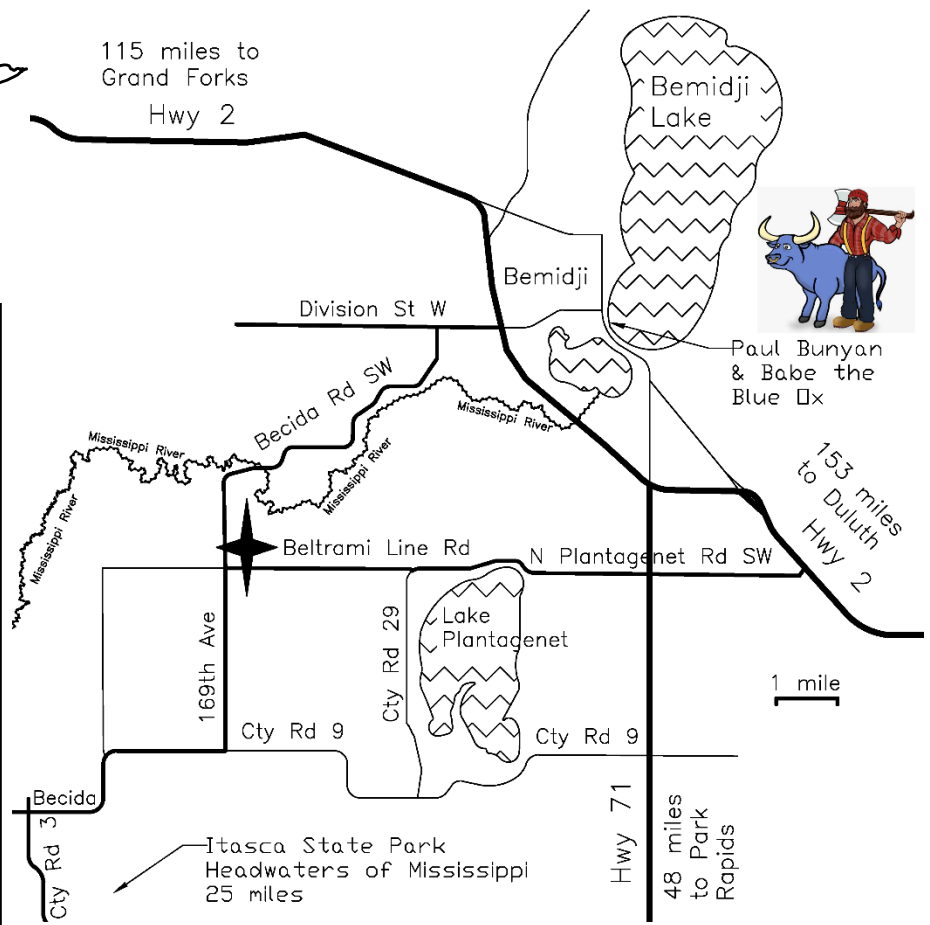 115 miles to
Grand Forks
Hwy 2
Bemidji
Lake
Bemidji
Division St W
Paul Bunyan
& Babe the
Blue Ox
Becida Rd SW
Mississippi River
Mississippi River
Mississippi River
Mississippi River
153 miles
to Duluth
Hwy 2
Beltrami Line Rd
N Plantagenet Rd SW
Lake
Plantagenet
Cty Rd 29
169th Ave
1 mile
Cty Rd 9
Cty Rd 9
Becida
Cty Rd 3
Itasca State Park
Headwaters of Mississippi
25 miles
Hwy 71
48 miles
to Park
Rapids